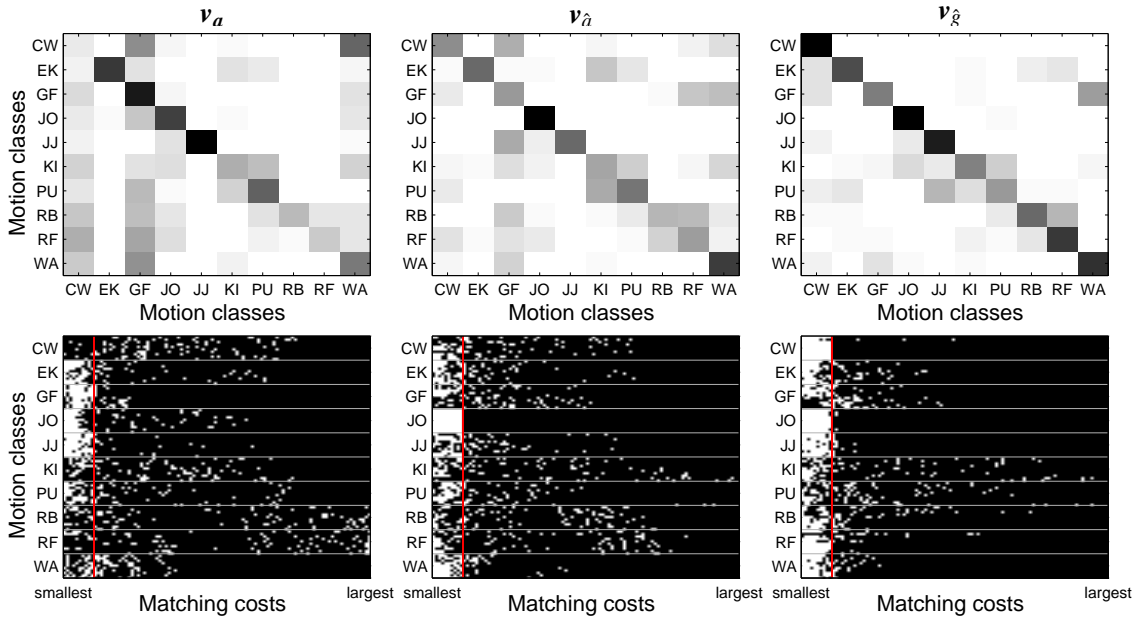 v_a v_â v_ĝ
CW
EK
GF
JO
JJ
KI
PU
RB
RF
WA
Motion classes
CW EK GF JO JJ KI PU RB RF WA
Motion classes
CW
EK
GF
JO
JJ
KI
PU
RB
RF
WA
CW EK GF JO JJ KI PU RB RF WA
Motion classes
CW
EK
GF
JO
JJ
KI
PU
RB
RF
WA
CW EK GF JO JJ KI PU RB RF WA
Motion classes
CW
EK
GF
JO
JJ
KI
PU
RB
RF
WA
Motion classes
smallest largest
Matching costs
CW
EK
GF
JO
JJ
KI
PU
RB
RF
WA
smallest largest
Matching costs
CW
EK
GF
JO
JJ
KI
PU
RB
RF
WA
smallest largest
Matching costs